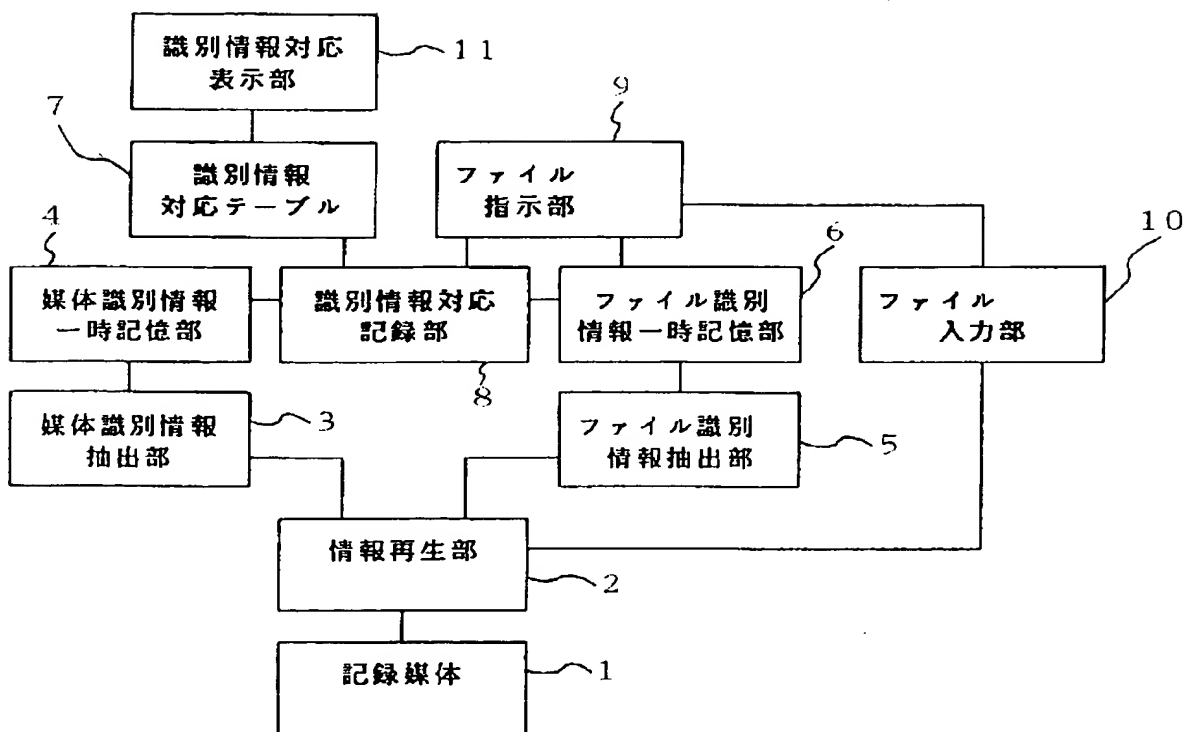 識別情報対応
表示部
11
7
識別情報
対応テーブル
9
ファイル
指示部
4
媒体識別情報
一時記憶部
識別情報対応
記録部
8
6
ファイル識別
情報一時記憶部
10
ファイル
入力部
媒体識別情報
抽出部
3
ファイル識別
情報抽出部
5
情報再生部
2
記録媒体
1